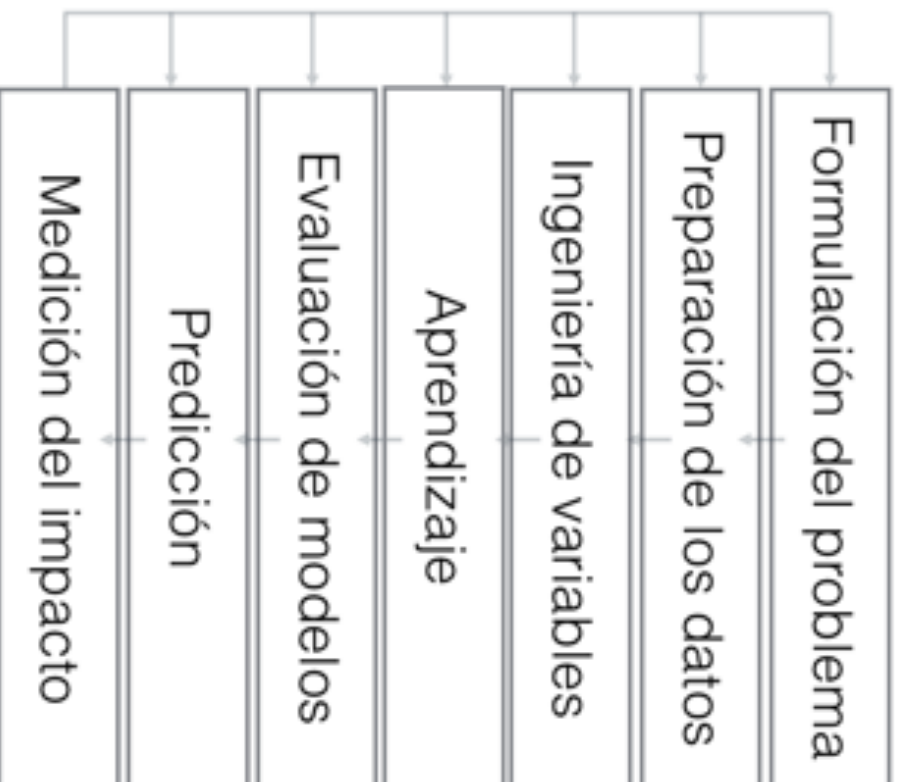 Formulación del problema
Preparación de los datos
Ingeniería de variables
Aprendizaje
Evaluación de modelos
Predicción
Medición del impacto